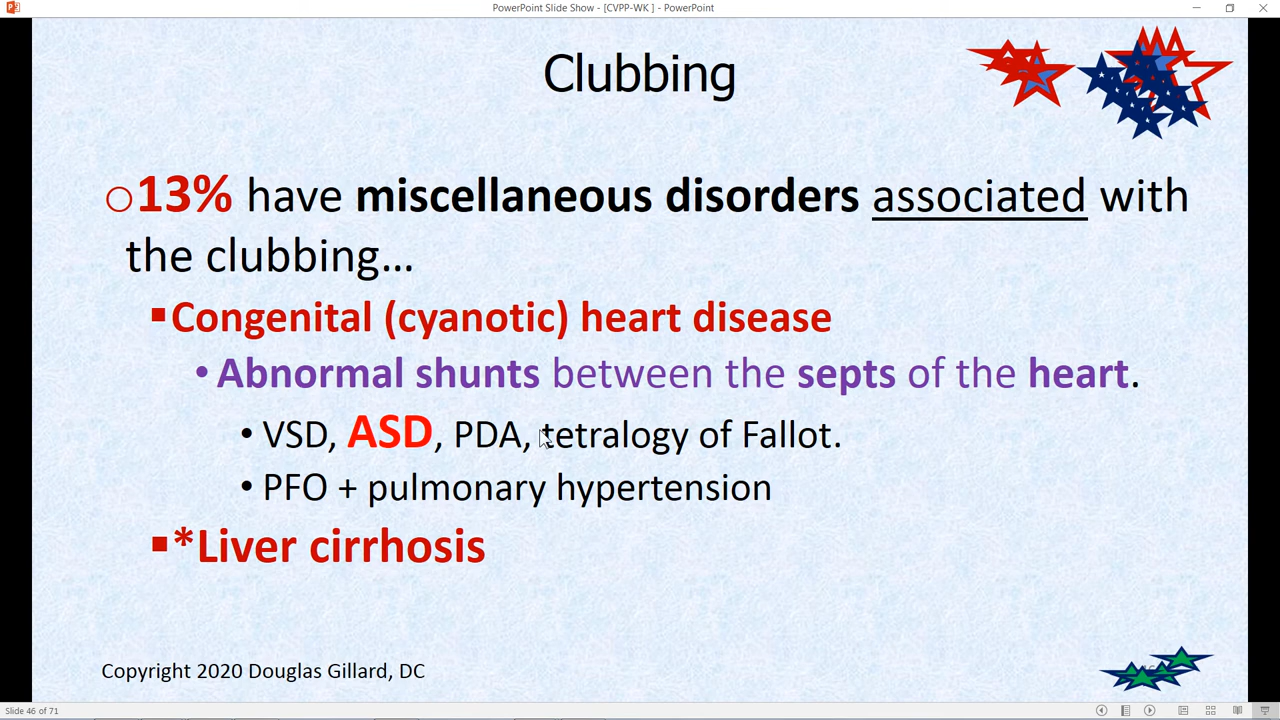 PowerPoint Slide Show - [CVPP-WK ] - PowerPoint
Clubbing
13% have miscellaneous disorders associated with
the clubbing...
Congenital (cyanotic) heart disease
Abnormal shunts between the septs of the heart.
VSD, ASD, PDA, tetralogy of Fallot.
PFO + pulmonary hypertension
*Liver cirrhosis
Copyright 2020 Douglas Gillard, DC
Slide 46 of 71